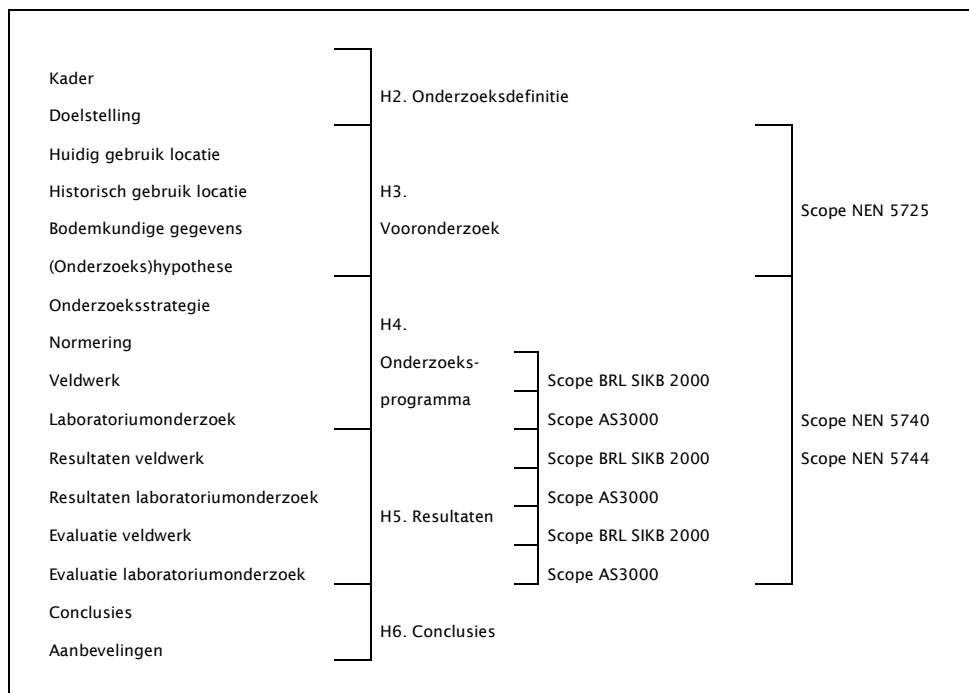 Kader
H2. Onderzoeksdefinitie
Doelstelling
Huidig gebruik locatie
Historisch gebruik locatie
H3.
Scope NEN 5725
Bodemkundige gegevens
Vooronderzoek
(Onderzoeks)hypothese
Onderzoeksstrategie
H4.
Normering
Onderzoeks-
Veldwerk
programma
Scope BRL SIKB 2000
Laboratoriumonderzoek
Scope AS3000
Scope NEN 5740
Resultaten veldwerk
Scope BRL SIKB 2000
Scope NEN 5744
Resultaten laboratoriumonderzoek
H5. Resultaten
Scope AS3000
Evaluatie veldwerk
Scope BRL SIKB 2000
Evaluatie laboratoriumonderzoek
Scope AS3000
Conclusies
H6. Conclusies
Aanbevelingen